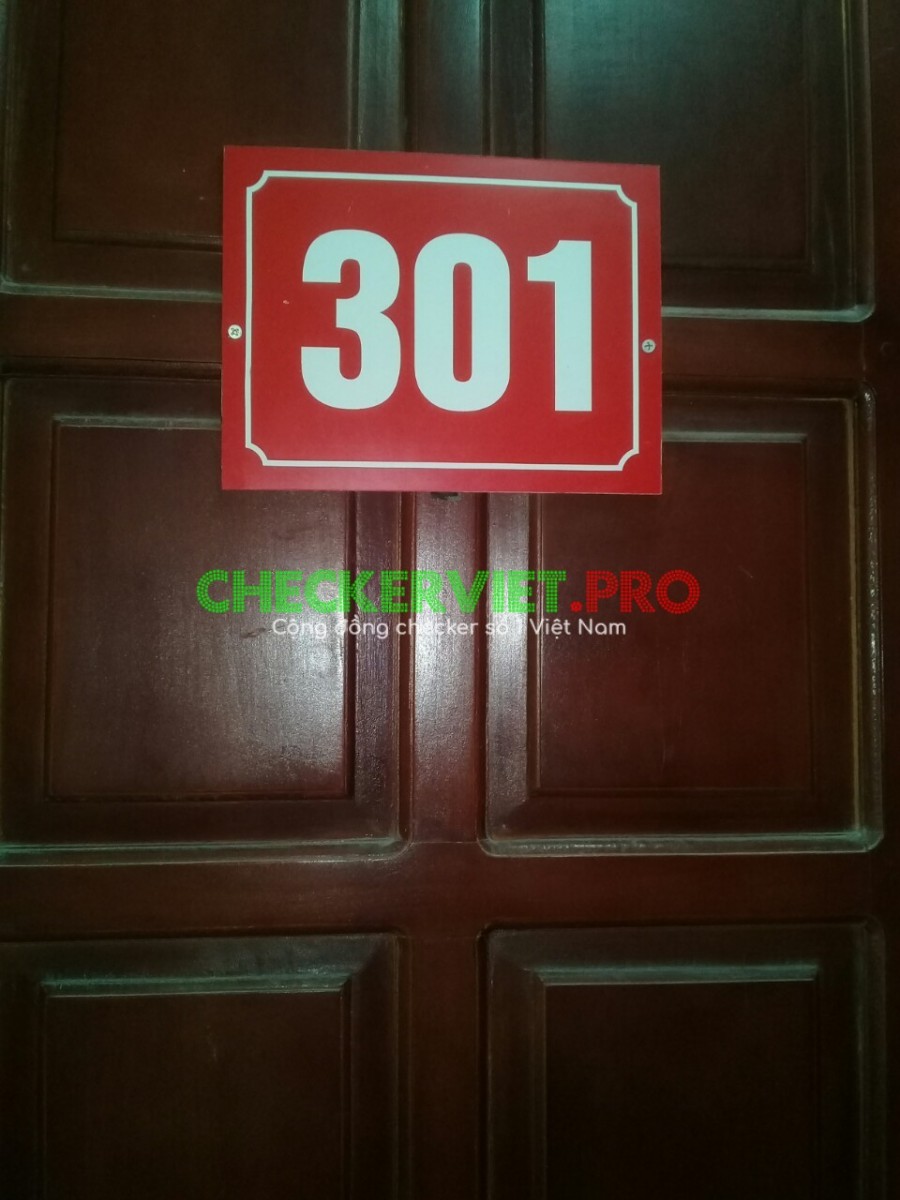 301
CHECKERVIET.PRO
Cộng đồng checker số 1 Việt Nam